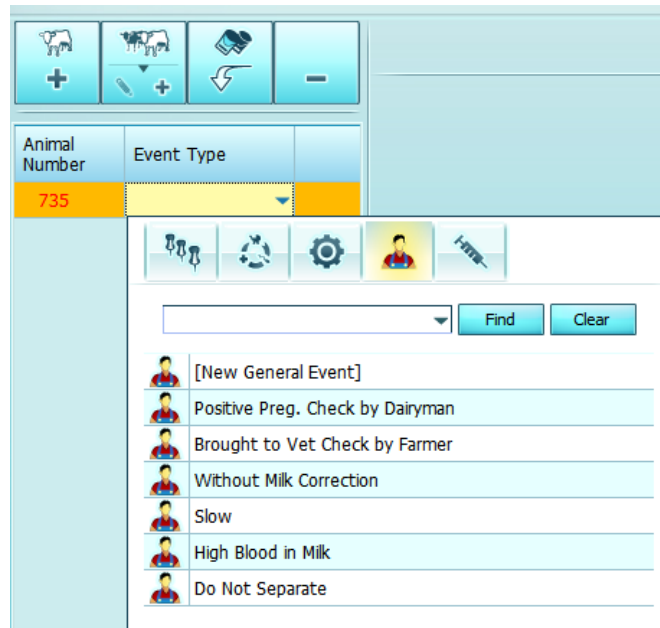 Animal
Number
Event Type
735
Find
Clear
[New General Event]
Positive Preg. Check by Dairyman
Brought to Vet Check by Farmer
Without Milk Correction
Slow
High Blood in Milk
Do Not Separate